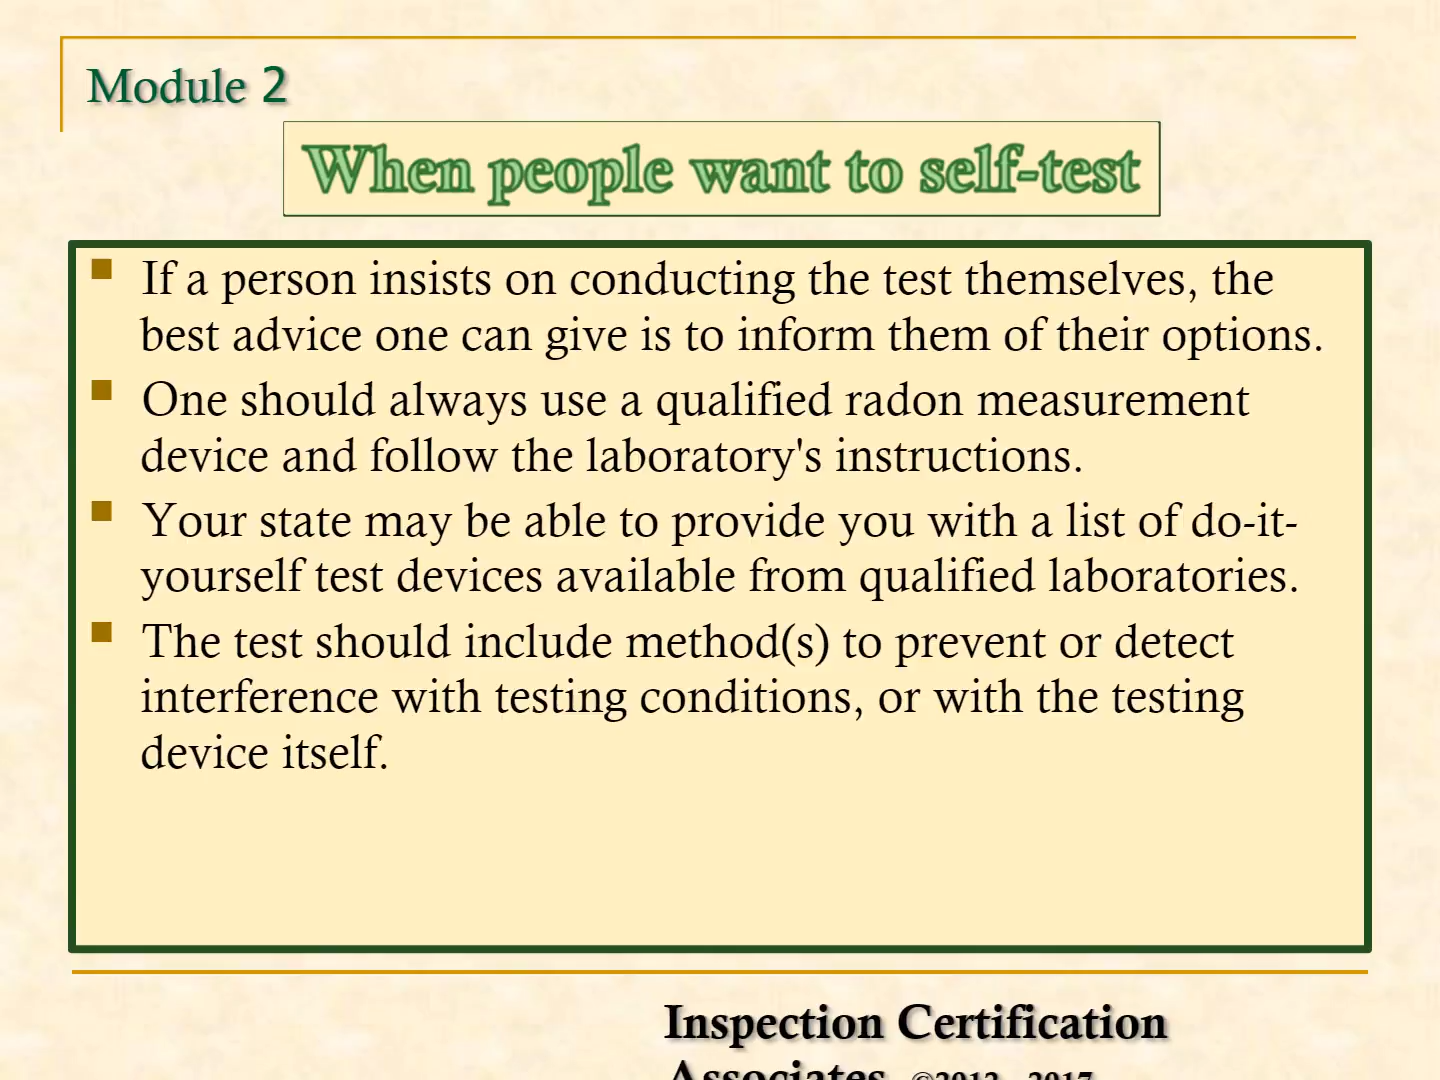 Module 2
When people want to self-test
If a person insists on conducting the test themselves, the
best advice one can give is to inform them of their options.
One should always use a qualified radon measurement
device and follow the laboratory's instructions.
Your state may be able to provide you with a list of do-it-
yourself test devices available from qualified laboratories.
The test should include method(s) to prevent or detect
interference with testing conditions, or with the testing
device itself.
Inspection Certification
Associates ©2012 - 2017